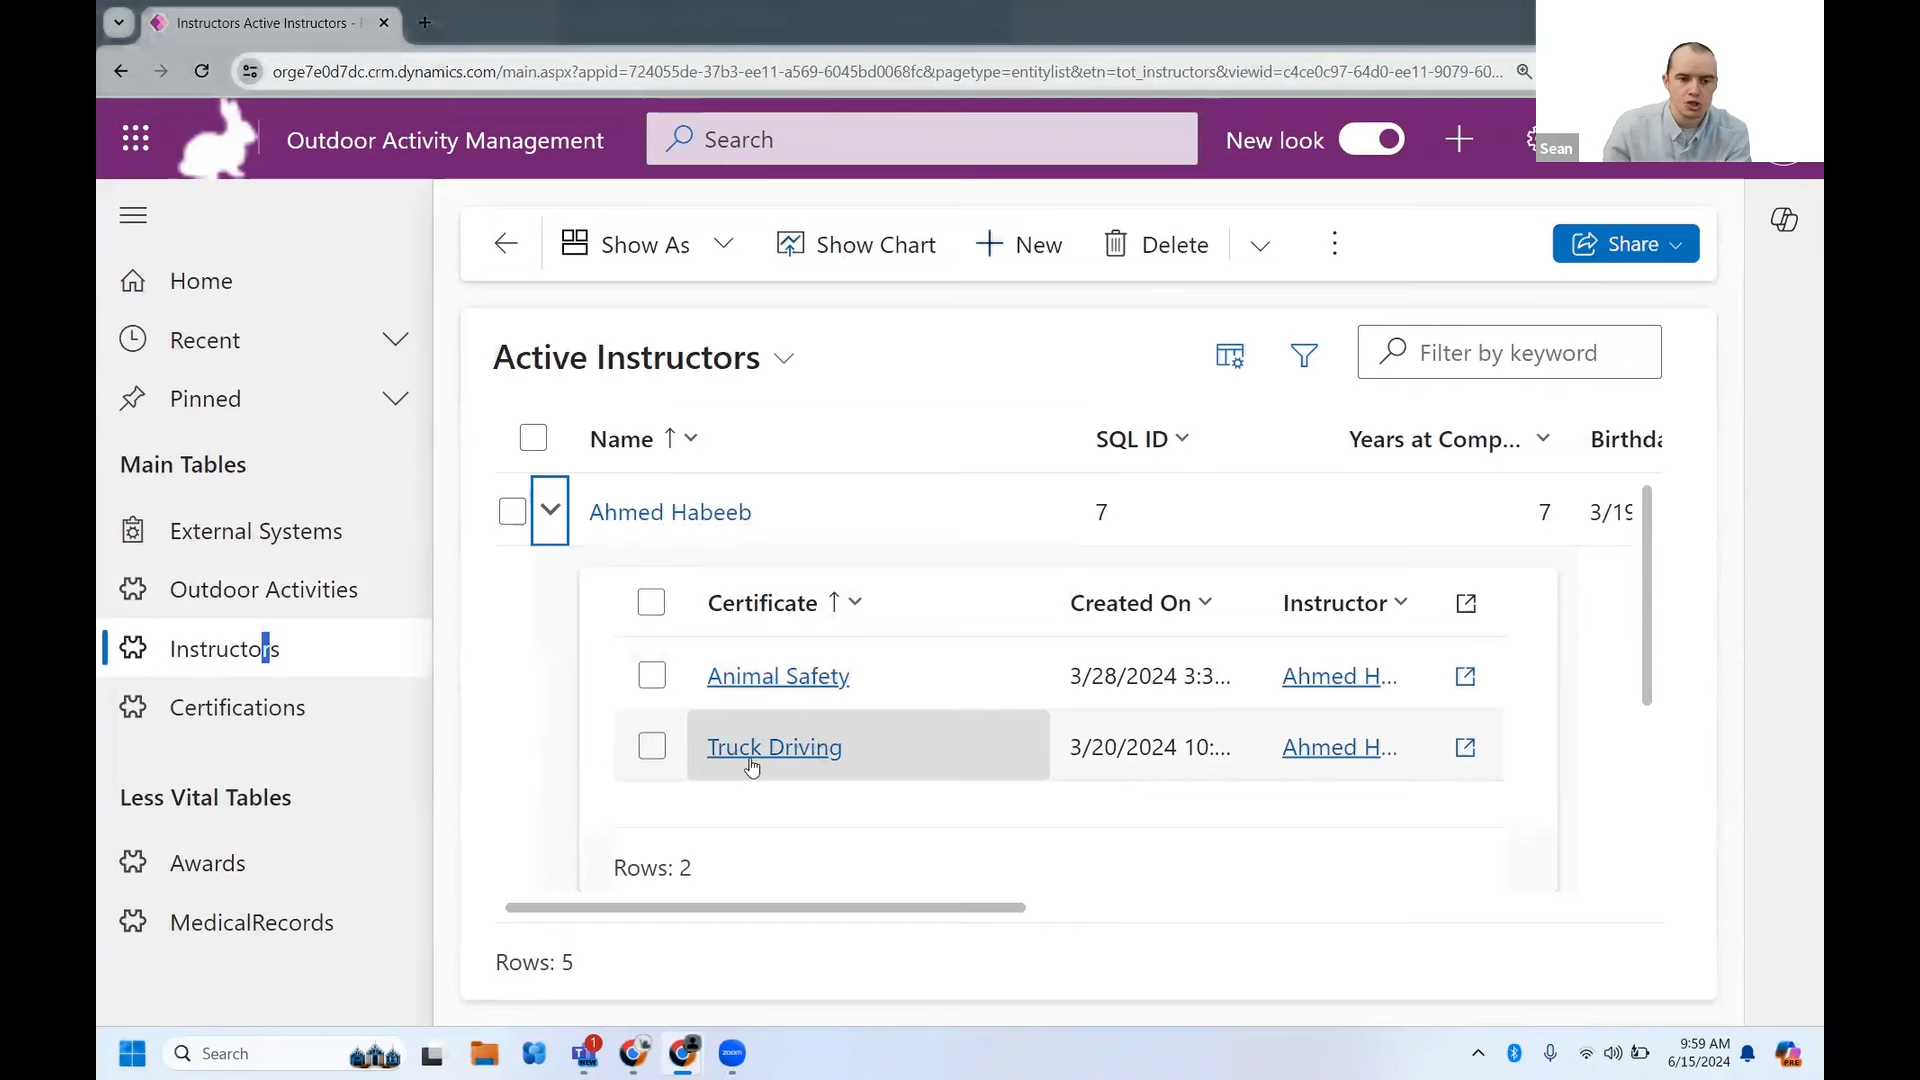 Instructors Active Instructors -
orge7e0d7dc.crm.dynamics.com/main.aspx?appid=724055de-37b3-ee11-a569-6045bd0068fc&pagetype=entitylist&etn=tot_instructors&viewid=c4ce0c97-64d0-ee11-9079-60...
Outdoor Activity Management
Search
New look
Sean
Show As
Show Chart
New
Delete
Share
Home
Recent
Pinned
Main Tables
External Systems
Outdoor Activities
Instructors
Certifications
Less Vital Tables
Awards
MedicalRecords
Active Instructors
Filter by keyword
Name
SQL ID
Years at Comp...
Birthda
Ahmed Habeeb
7
7
3/19
Certificate
Created On
Instructor
Animal Safety
3/28/2024 3:3...
Ahmed H...
Truck Driving
3/20/2024 10:...
Ahmed H...
Rows: 2
Rows: 5
Search
1
NEW
zoom
9:59 AM
6/15/2024
PRE